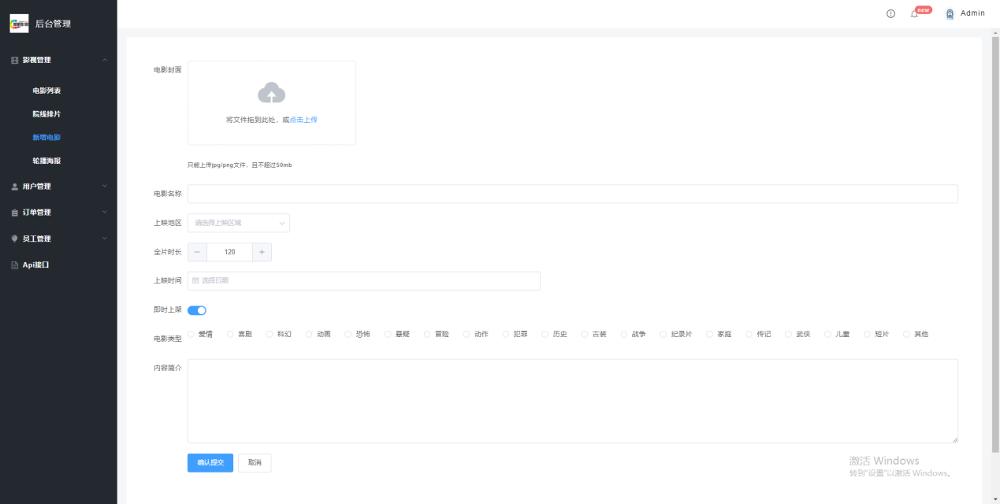 后台管理
new
Admin
影视管理
电影列表
院线排片
新增电影
轮播海报
用户管理
订单管理
员工管理
Api接口
电影封面
将文件拖到此处，或点击上传
只能上传jpg/png文件，且不超过50mb
电影名称
上映地区 请选择上映区域
全片时长 − 120 +
上映时间 选择日期
即时上架
电影类型 爱情 喜剧 科幻 动画 恐怖 悬疑 冒险 动作 犯罪 历史 古装 战争 纪录片 家庭 传记 武侠 儿童 短片 其他
内容简介
确认提交 取消
激活 Windows
转到"设置"以激活 Windows。